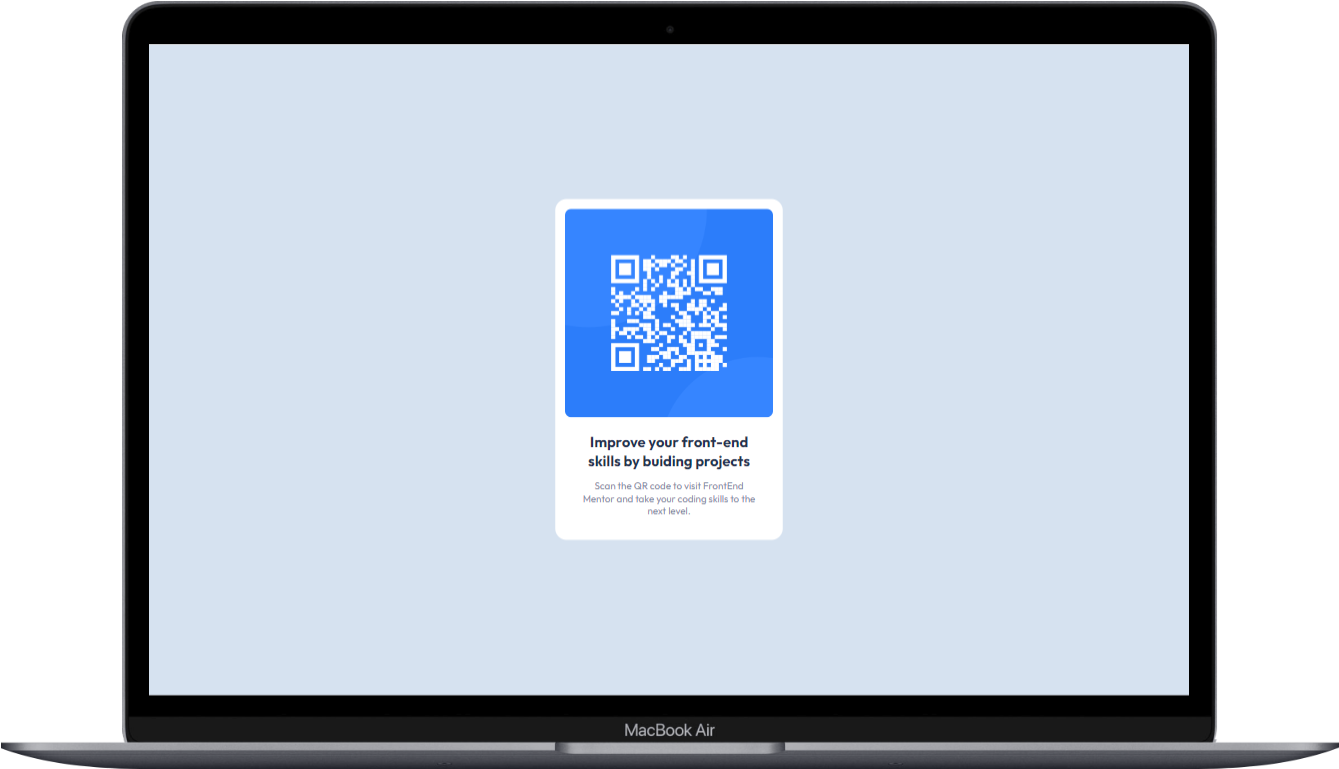 Improve your front-end
skills by buiding projects
Scan the QR code to visit FrontEnd
Mentor and take your coding skills to the
next level.
MacBook Air